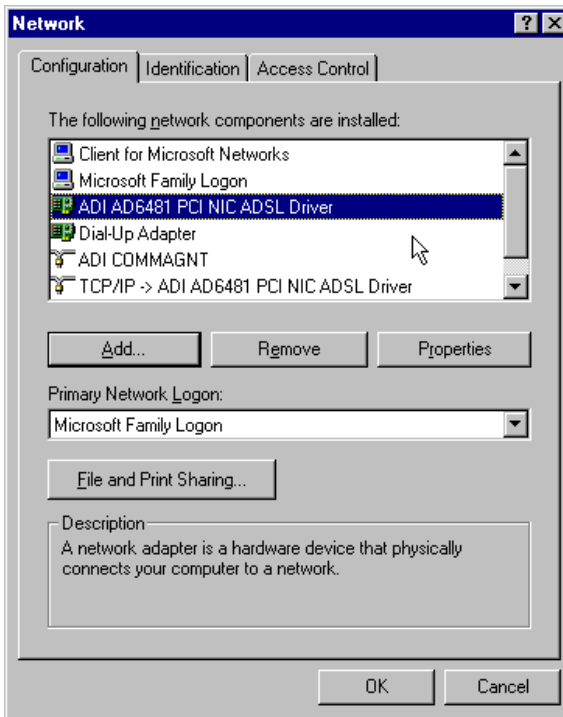 Network
Configuration Identification Access Control
The following network components are installed:
Client for Microsoft Networks
Microsoft Family Logon
ADI AD6481 PCI NIC ADSL Driver
Dial-Up Adapter
ADI COMMAGNT
TCP/IP -> ADI AD6481 PCI NIC ADSL Driver
Add... Remove Properties
Primary Network Logon:
Microsoft Family Logon
File and Print Sharing...
Description
A network adapter is a hardware device that physically
connects your computer to a network.
OK Cancel